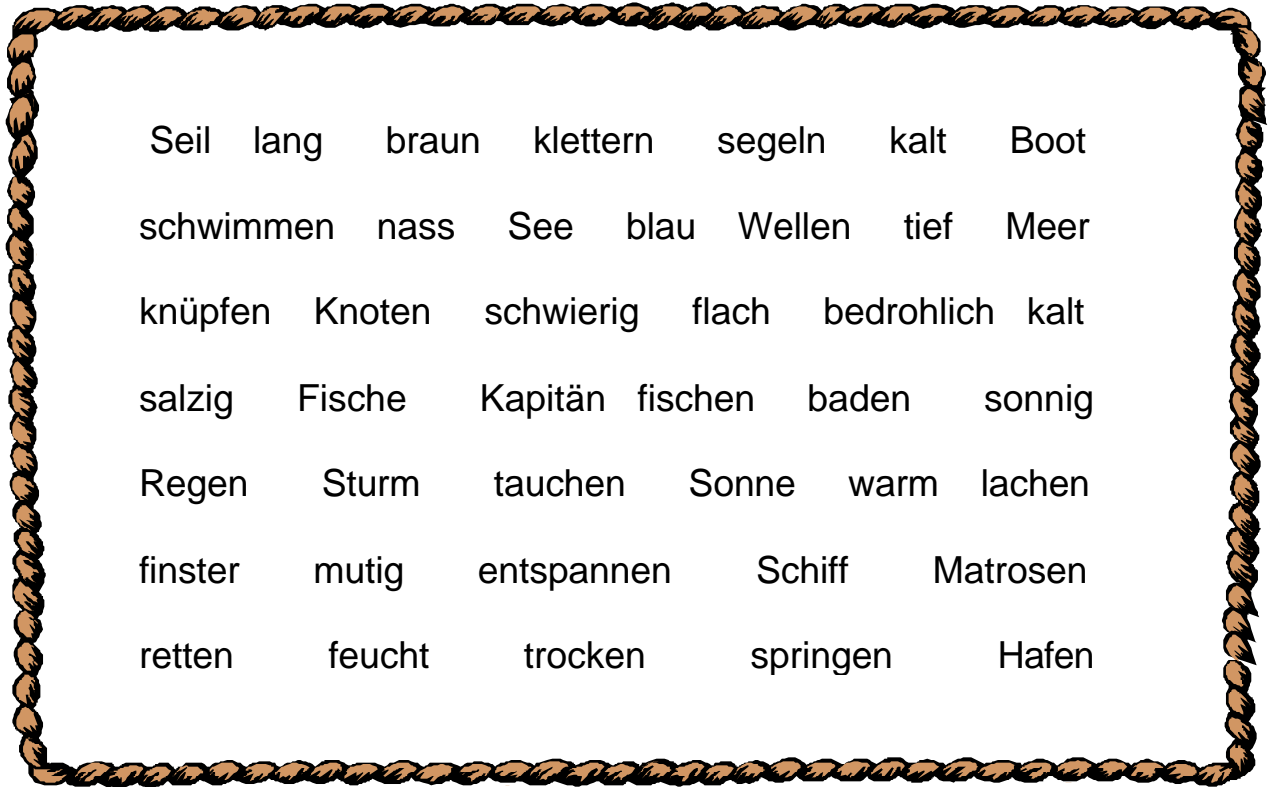 Seil lang braun klettern segeln kalt Boot
schwimmen nass See blau Wellen tief Meer
knüpfen Knoten schwierig flach bedrohlich kalt
salzig Fische Kapitän fischen baden sonnig
Regen Sturm tauchen Sonne warm lachen
finster mutig entspannen Schiff Matrosen
retten feucht trocken springen Hafen